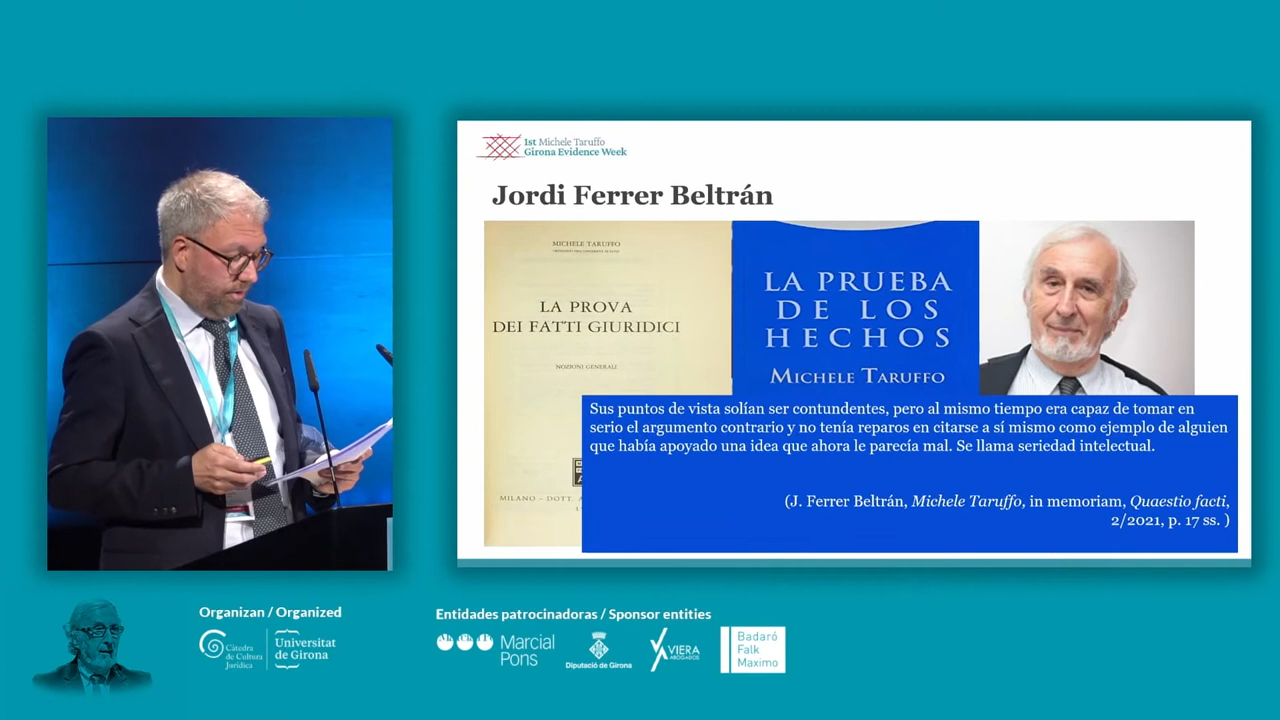 1st Michele Taruffo
Girona Evidence Week
Jordi Ferrer Beltrán
MICHELE TARUFFO
LA PROVA
DEI FATTI GIURIDICI
NOZIONI GENERALI
MILANO – DOTT. A
LA PRUEBA
DE LOS
HECHOS
MICHELE TARUFFO
Sus puntos de vista solían ser contundentes, pero al mismo tiempo era capaz de tomar en
serio el argumento contrario y no tenía reparos en citarse a sí mismo como ejemplo de alguien
que había apoyado una idea que ahora le parecía mal. Se llama seriedad intelectual.
(J. Ferrer Beltrán, Michele Taruffo, in memoriam, Quaestio facti,
2/2021, p. 17 ss. )
Organizan / Organized
Càtedra
de Cultura
Jurídica
Universitat
de Girona
Entidades patrocinadoras / Sponsor entities
Marcial
Pons
Diputació de Girona
VIERA
ABOGADOS
Badaró
Falk
Maximo